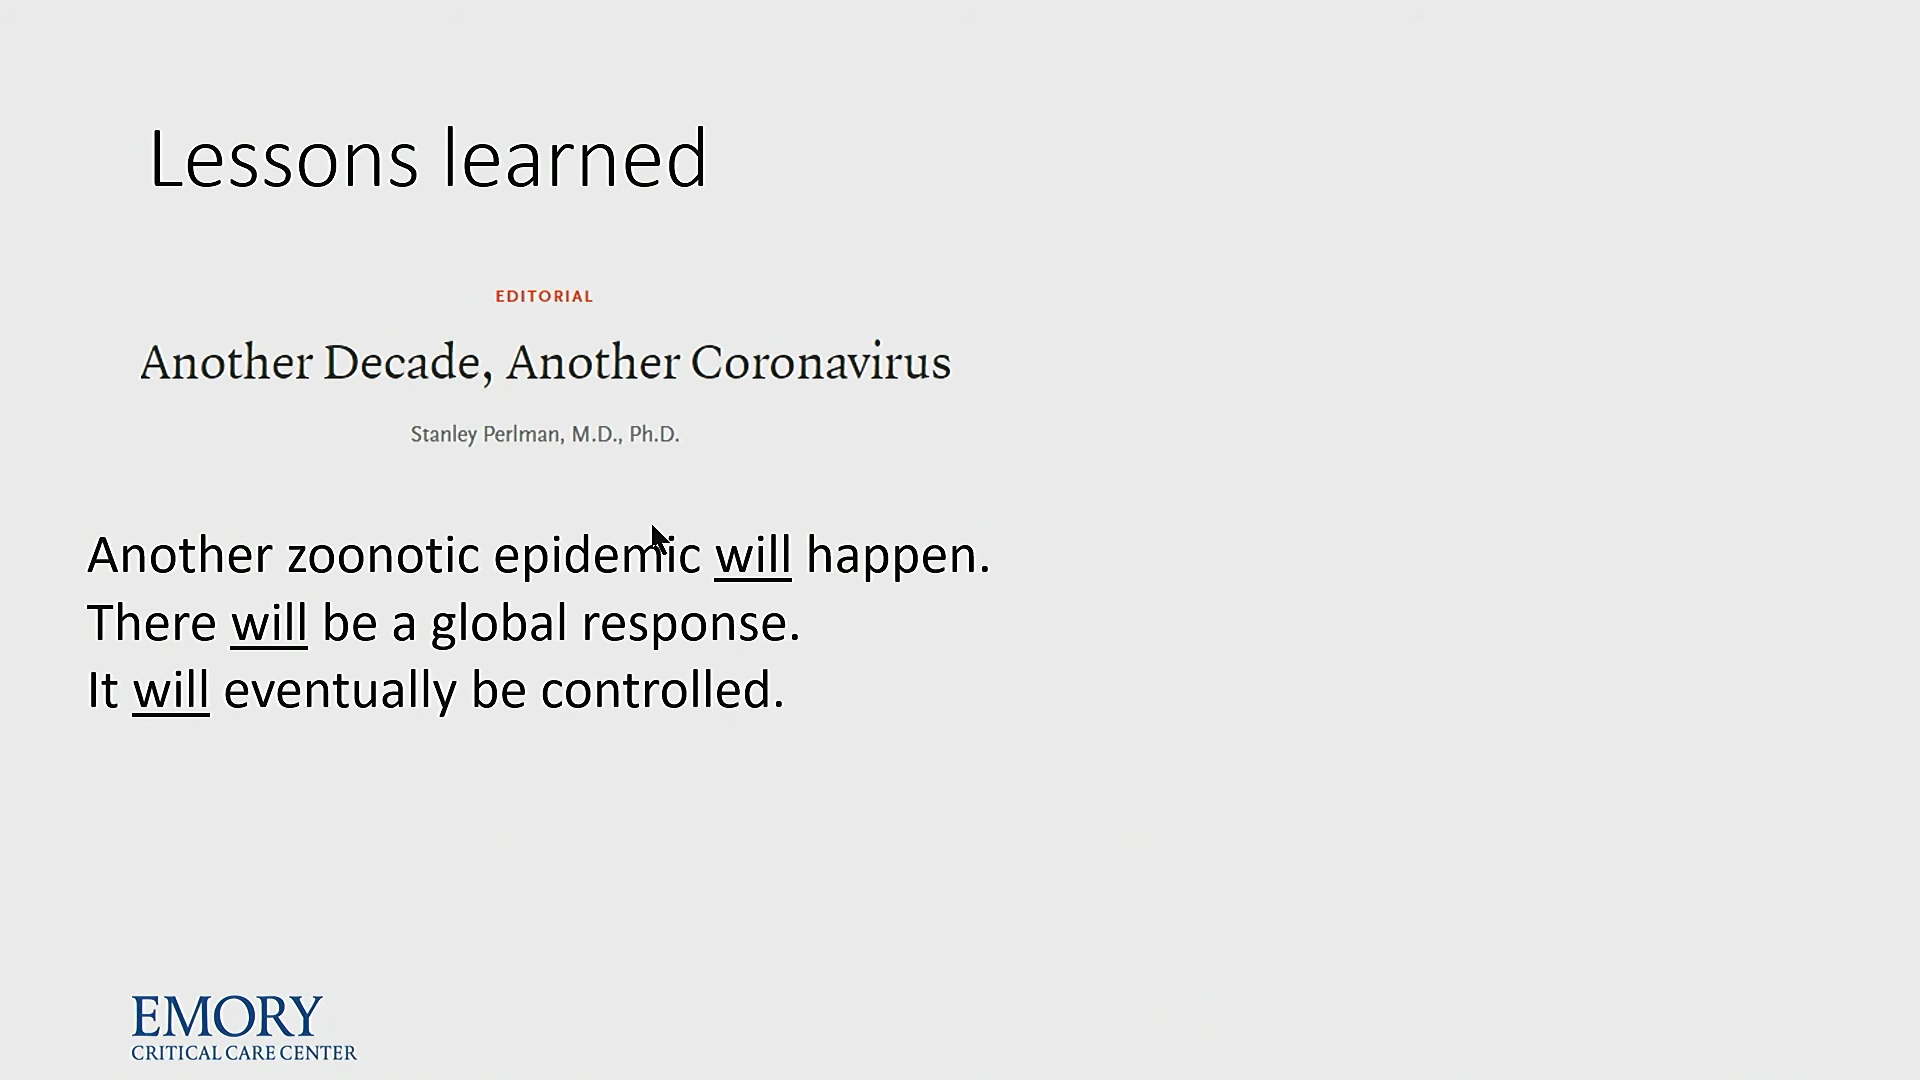 Lessons learned
EDITORIAL
Another Decade, Another Coronavirus
Stanley Perlman, M.D., Ph.D.
Another zoonotic epidemic will happen.
There will be a global response.
It will eventually be controlled.
EMORY
CRITICAL CARE CENTER